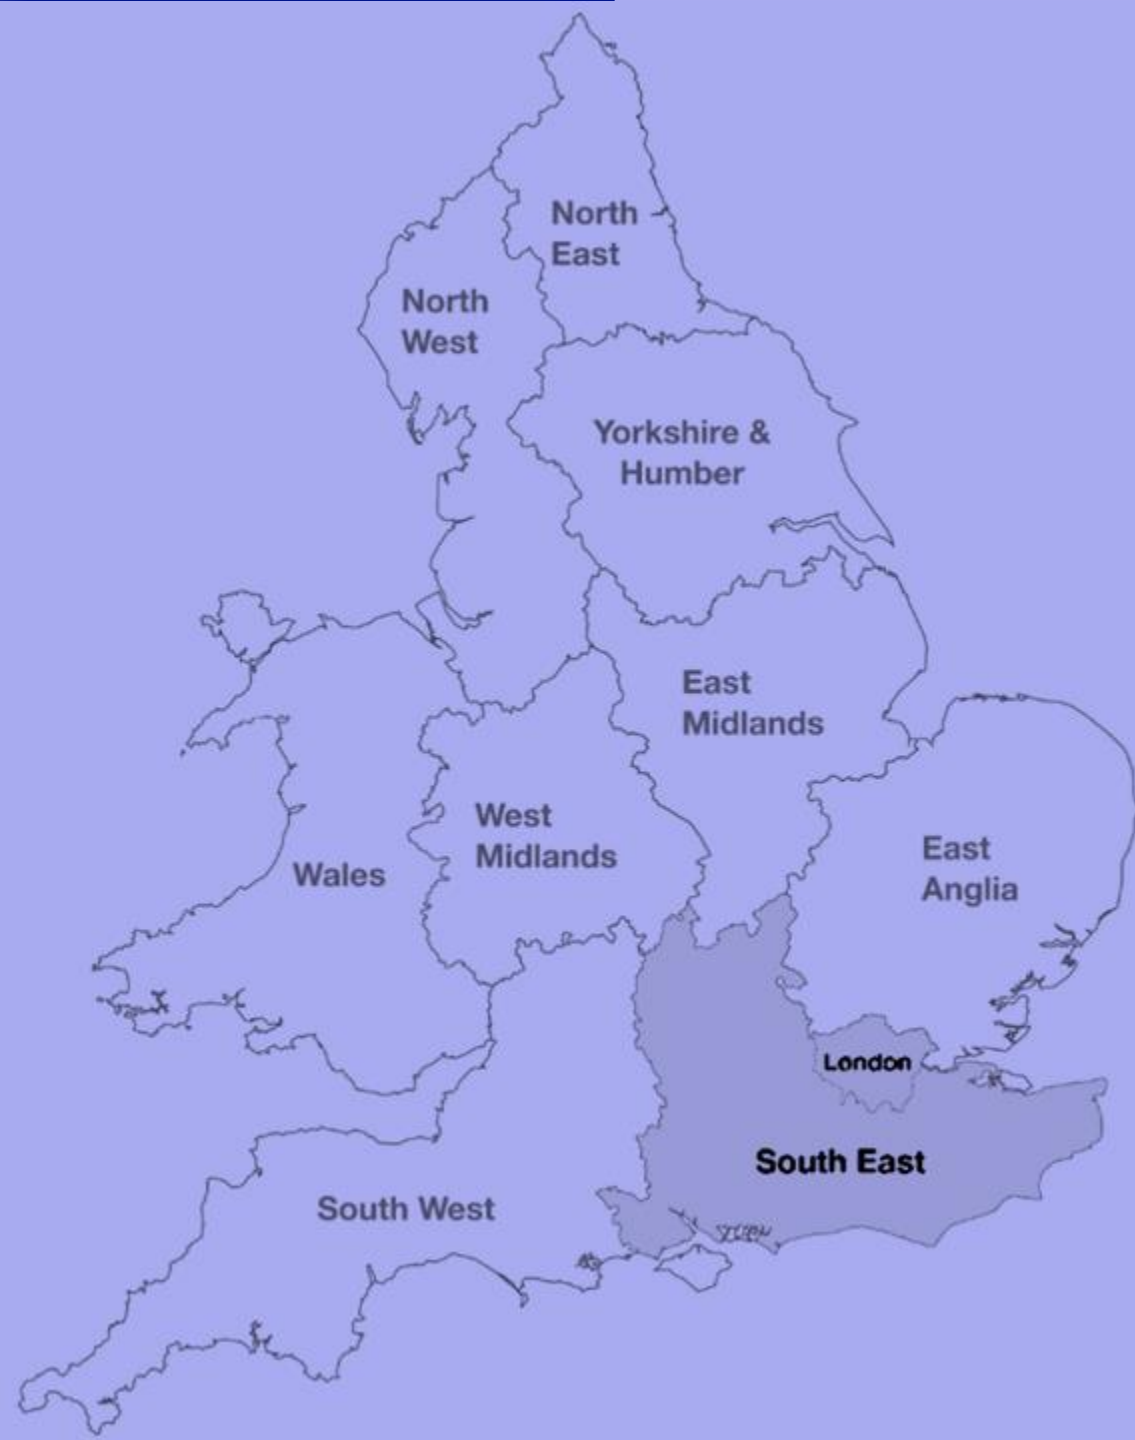 North
East
North
West
Yorkshire &
Humber
East
Midlands
West
Midlands
East
Anglia
Wales
London
South East
South West